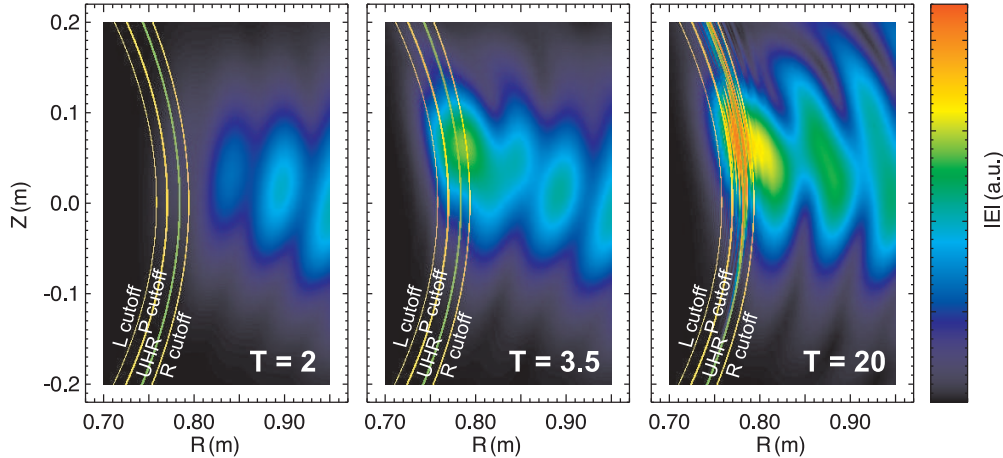 0.2
0.1
0.0
-0.1
-0.2
Z (m)
L cutoff
UHR
P cutoff
R cutoff
T = 2
0.70
0.80
0.90
R (m)
L cutoff
UHR
P cutoff
R cutoff
T = 3.5
0.70
0.80
0.90
R (m)
L cutoff
UHR
P cutoff
R cutoff
T = 20
0.70
0.80
0.90
R (m)
|E| (a.u.)